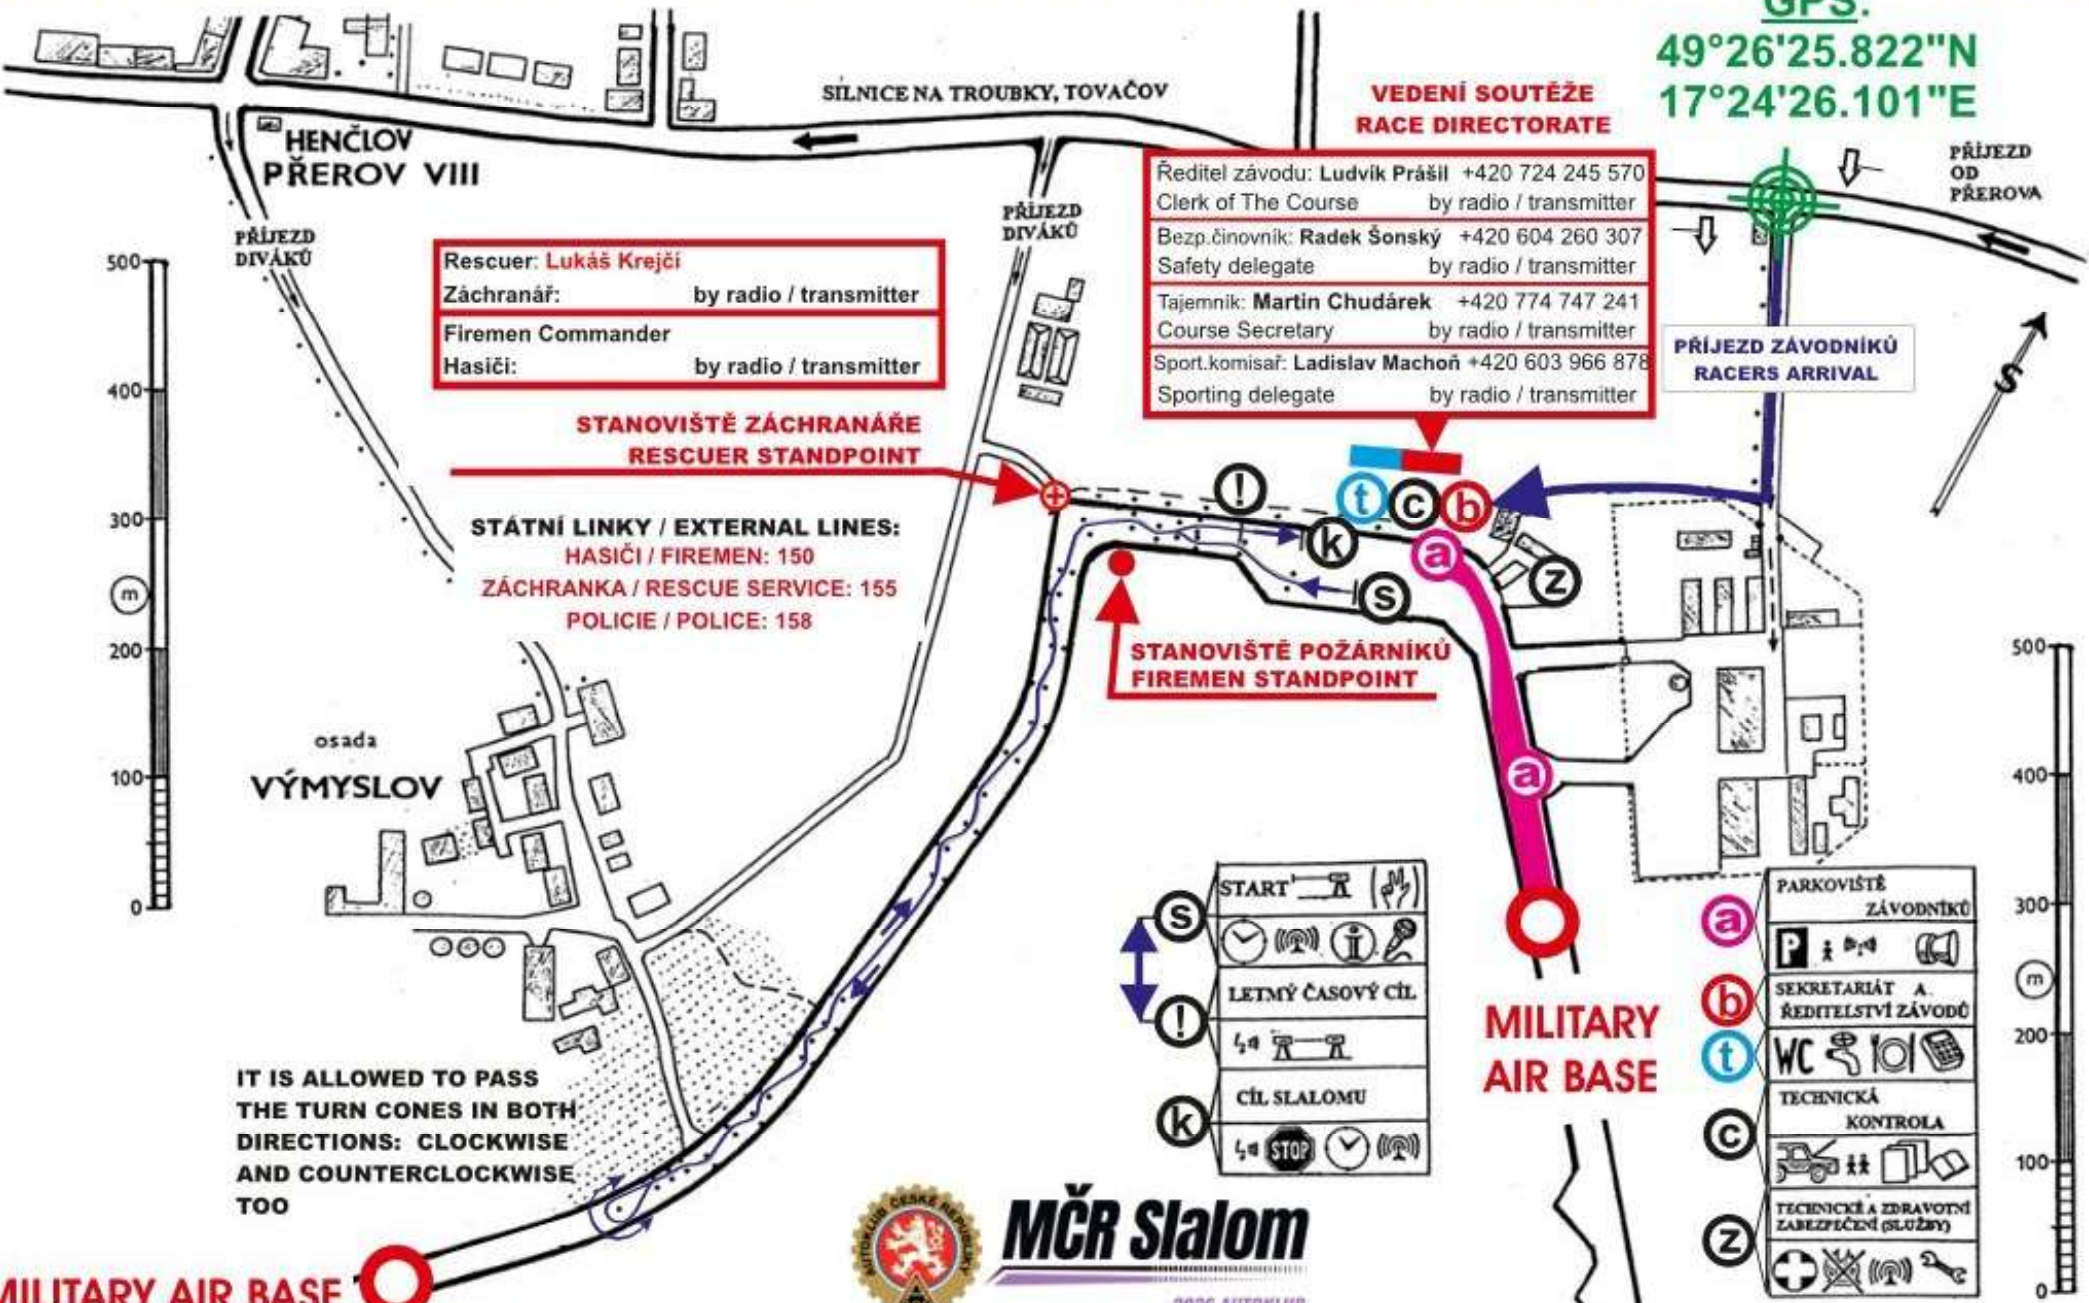 GPS:
49°26'25.822"N
17°24'26.101"E
SILNICE NA TROUBKY, TOVAČOV
VEDENÍ SOUTĚŽE
RACE DIRECTORATE
HENČLOV
PŘEROV VIII
PŘÍJEZD
OD
PŘEROVA
PŘÍJEZD
DIVÁKŮ
PŘÍJEZD
DIVÁKŮ
Ředitel závodu: Ludvík Prášil +420 724 245 570
Clerk of The Course by radio / transmitter
Bezp.činovník: Radek Šonský +420 604 260 307
Safety delegate by radio / transmitter
Tajemník: Martin Chudárek +420 774 747 241
Course Secretary by radio / transmitter
Sport.komisař: Ladislav Machoň +420 603 966 878
Sporting delegate by radio / transmitter
Rescuer: Lukáš Krejčí
Záchranář: by radio / transmitter
Firemen Commander
Hasiči: by radio / transmitter
PŘÍJEZD ZÁVODNÍKŮ
RACERS ARRIVAL
S
STANOVIŠTĚ ZÁCHRANÁŘE
RESCUER STANDPOINT
STÁTNÍ LINKY / EXTERNAL LINES:
HASIČI / FIREMEN: 150
ZÁCHRANKA / RESCUE SERVICE: 155
POLICIE / POLICE: 158
500
400
300
m
200
100
0
!
t
c
b
k
a
z
s
STANOVIŠTĚ POŽÁRNÍKŮ
FIREMEN STANDPOINT
a
osada
VÝMYSLOV
IT IS ALLOWED TO PASS
THE TURN CONES IN BOTH
DIRECTIONS: CLOCKWISE
AND COUNTERCLOCKWISE
TOO
MILITARY AIR BASE
s
START
!
LETMÝ ČASOVÝ CÍL
k
CÍL SLALOMU
STOP
MILITARY
AIR BASE
a
PARKOVIŠTĚ
ZÁVODNÍKŮ
P
b
SEKRETARIÁT A
ŘEDITELSTVÍ ZÁVODŮ
t
WC
c
TECHNICKÁ
KONTROLA
z
TECHNICKÉ A ZDRAVOTNÍ
ZABEZPEČENÍ (SLUŽBY)
500
400
300
m
200
100
0
AUTOKLUB ČESKÉ REPUBLIKY
MČR Slalom